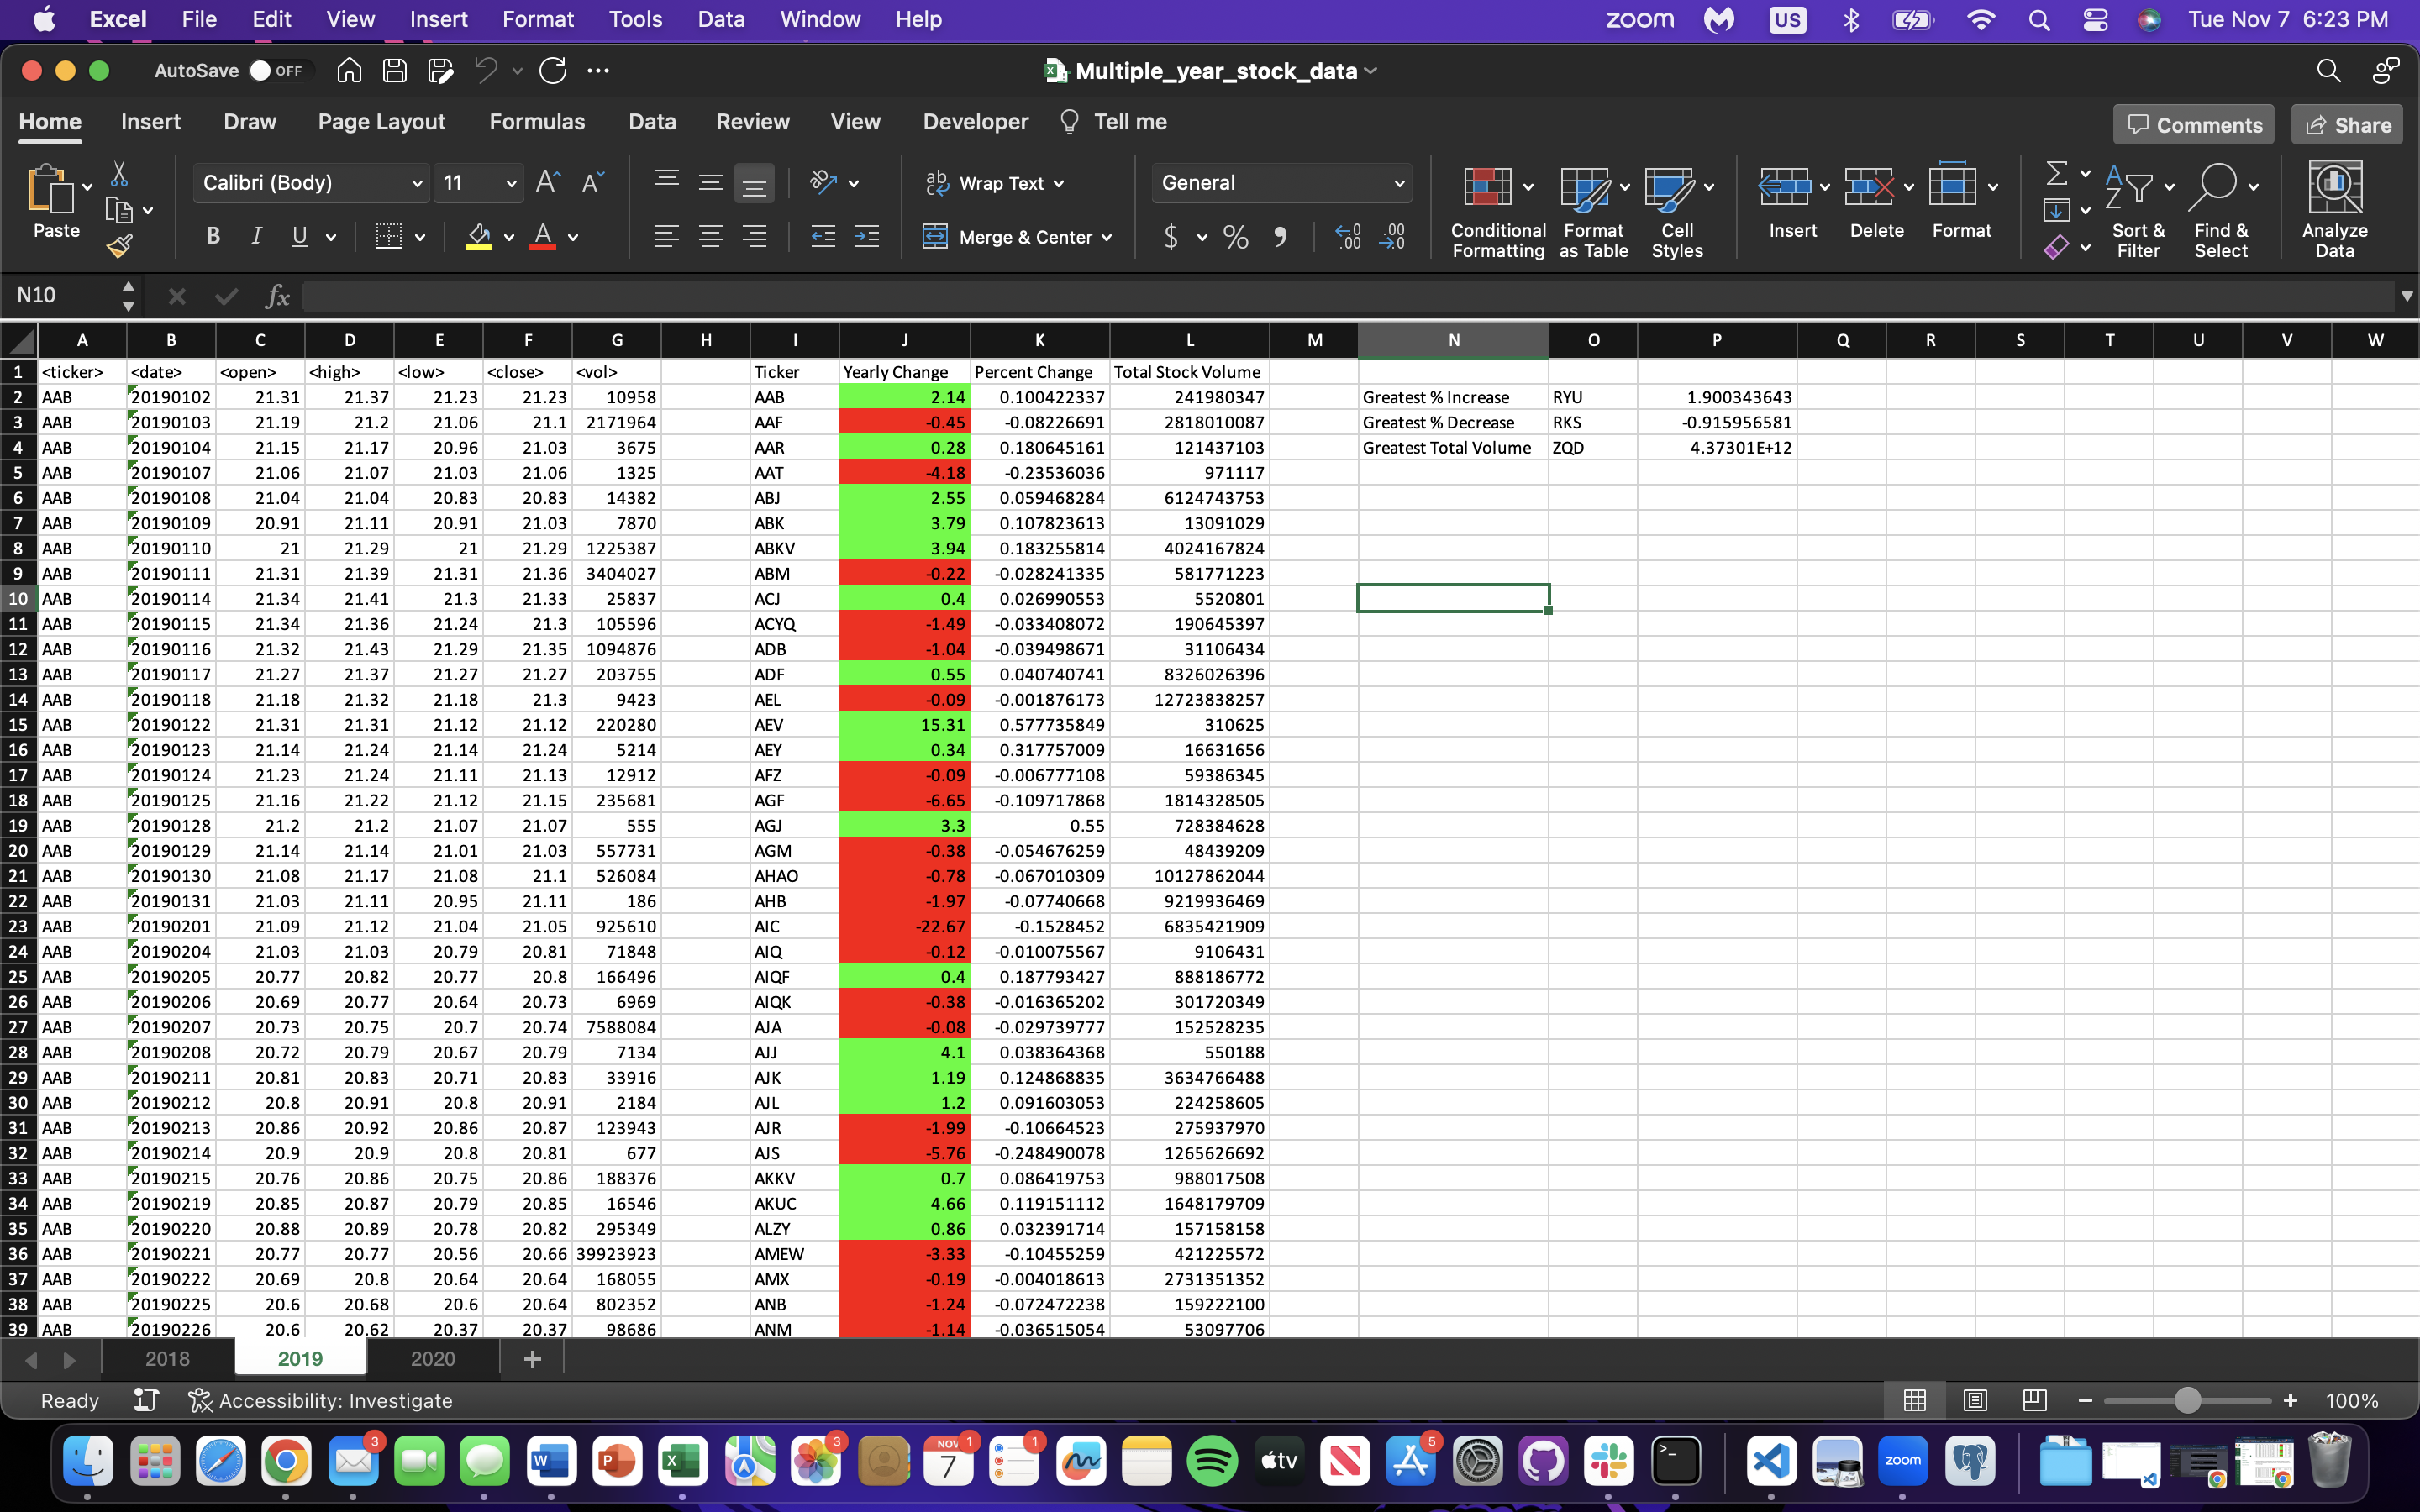 Excel File Edit View Insert Format Tools Data Window Help zoom US Tue Nov 7 6:23 PM
AutoSave OFF Multiple_year_stock_data
Home Insert Draw Page Layout Formulas Data Review View Developer Tell me Comments Share
Paste Calibri (Body) 11 Wrap Text General Conditional Formatting Format as Table Cell Styles Insert Delete Format Sort & Filter Find & Select Analyze Data
B I U Merge & Center $ %
N10 fx
A B C D E F G H I J K L M N O P Q R S T U V W
1 <ticker> <date> <open> <high> <low> <close> <vol> Ticker Yearly Change Percent Change Total Stock Volume
2 AAB 20190102 21.31 21.37 21.23 21.23 10958 AAB 2.14 0.100422337 241980347 Greatest % Increase RYU 1.900343643
3 AAB 20190103 21.19 21.2 21.06 21.1 2171964 AAF -0.45 -0.08226691 2818010087 Greatest % Decrease RKS -0.915956581
4 AAB 20190104 21.15 21.17 20.96 21.03 3675 AAR 0.28 0.180645161 121437103 Greatest Total Volume ZQD 4.37301E+12
5 AAB 20190107 21.06 21.07 21.03 21.06 1325 AAT -4.18 -0.23536036 971117
6 AAB 20190108 21.04 21.04 20.83 20.83 14382 ABJ 2.55 0.059468284 6124743753
7 AAB 20190109 20.91 21.11 20.91 21.03 7870 ABK 3.79 0.107823613 13091029
8 AAB 20190110 21 21.29 21 21.29 1225387 ABKV 3.94 0.183255814 4024167824
9 AAB 20190111 21.31 21.39 21.31 21.36 3404027 ABM -0.22 -0.028241335 581771223
10 AAB 20190114 21.34 21.41 21.3 21.33 25837 ACJ 0.4 0.026990553 5520801
11 AAB 20190115 21.34 21.36 21.24 21.3 105596 ACYQ -1.49 -0.033408072 190645397
12 AAB 20190116 21.32 21.43 21.29 21.35 1094876 ADB -1.04 -0.039498671 31106434
13 AAB 20190117 21.27 21.37 21.27 21.27 203755 ADF 0.55 0.040740741 8326026396
14 AAB 20190118 21.18 21.32 21.18 21.3 9423 AEL -0.09 -0.001876173 12723838257
15 AAB 20190122 21.31 21.31 21.12 21.12 220280 AEV 15.31 0.577735849 310625
16 AAB 20190123 21.14 21.24 21.14 21.24 5214 AEY 0.34 0.317757009 16631656
17 AAB 20190124 21.23 21.24 21.11 21.13 12912 AFZ -0.09 -0.006777108 59386345
18 AAB 20190125 21.16 21.22 21.12 21.15 235681 AGF -6.65 -0.109717868 1814328505
19 AAB 20190128 21.2 21.2 21.07 21.07 555 AGJ 3.3 0.55 728384628
20 AAB 20190129 21.14 21.14 21.01 21.03 557731 AGM -0.38 -0.054676259 48439209
21 AAB 20190130 21.08 21.17 21.08 21.1 526084 AHAO -0.78 -0.067010309 10127862044
22 AAB 20190131 21.03 21.11 20.95 21.11 186 AHB -1.97 -0.07740668 9219936469
23 AAB 20190201 21.09 21.12 21.04 21.05 925610 AIC -22.67 -0.1528452 6835421909
24 AAB 20190204 21.03 21.03 20.79 20.81 71848 AIQ -0.12 -0.010075567 9106431
25 AAB 20190205 20.77 20.82 20.77 20.8 166496 AIQF 0.4 0.187793427 888186772
26 AAB 20190206 20.69 20.77 20.64 20.73 6969 AIQK -0.38 -0.016365202 301720349
27 AAB 20190207 20.73 20.75 20.7 20.74 7588084 AJA -0.08 -0.029739777 152528235
28 AAB 20190208 20.72 20.79 20.67 20.79 7134 AJJ 4.1 0.038364368 550188
29 AAB 20190211 20.81 20.83 20.71 20.83 33916 AJK 1.19 0.124868835 3634766488
30 AAB 20190212 20.8 20.91 20.8 20.91 2184 AJL 1.2 0.091603053 224258605
31 AAB 20190213 20.86 20.92 20.86 20.87 123943 AJR -1.99 -0.10664523 275937970
32 AAB 20190214 20.9 20.9 20.8 20.81 677 AJS -5.76 -0.248490078 1265626692
33 AAB 20190215 20.76 20.86 20.75 20.86 188376 AKKV 0.7 0.086419753 988017508
34 AAB 20190219 20.85 20.87 20.79 20.85 16546 AKUC 4.66 0.119151112 1648179709
35 AAB 20190220 20.88 20.89 20.78 20.82 295349 ALZY 0.86 0.032391714 157158158
36 AAB 20190221 20.77 20.77 20.56 20.66 39923923 AMEW -3.33 -0.10455259 421225572
37 AAB 20190222 20.69 20.8 20.64 20.64 168055 AMX -0.19 -0.004018613 2731351352
38 AAB 20190225 20.6 20.68 20.6 20.64 802352 ANB -1.24 -0.072472238 159222100
39 AAB 20190226 20.6 20.62 20.37 20.37 98686 ANM -1.14 -0.036515054 53097706
2018 2019 2020 +
Ready Accessibility: Investigate 100%
3 3 NOV 1 7 1 tv 5 zoom